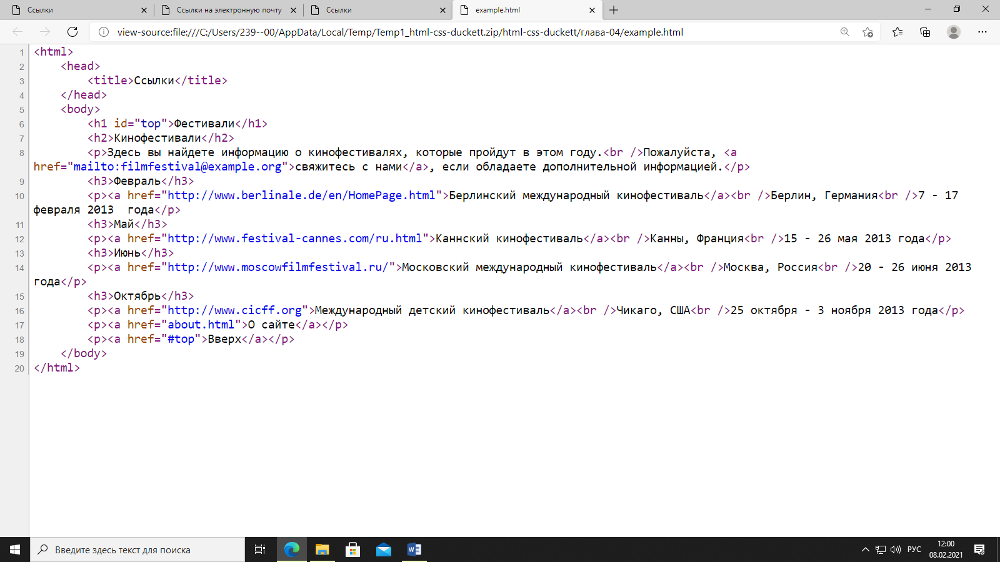 Ссылки
Ссылки на электронную почту
Ссылки
example.html
view-source:file:///C:/Users/239--00/AppData/Local/Temp/Temp1_html-css-duckett.zip/html-css-duckett/глава-04/example.html
1 <html>
2 <head>
3 <title>Ссылки</title>
4 </head>
5 <body>
6 <h1 id="top">Фестивали</h1>
7 <h2>Кинофестивали</h2>
8 <p>Здесь вы найдете информацию о кинофестивалях, которые пройдут в этом году.<br />Пожалуйста, <a
href="mailto:filmfestival@example.org">свяжитесь с нами</a>, если обладаете дополнительной информацией.</p>
9 <h3>Февраль</h3>
10 <p><a href="http://www.berlinale.de/en/HomePage.html">Берлинский международный кинофестиваль</a><br />Берлин, Германия<br />7 - 17
февраля 2013  года</p>
11 <h3>Май</h3>
12 <p><a href="http://www.festival-cannes.com/ru.html">Каннский кинофестиваль</a><br />Канны, Франция<br />15 - 26 мая 2013 года</p>
13 <h3>Июнь</h3>
14 <p><a href="http://www.moscowfilmfestival.ru/">Московский международный кинофестиваль</a><br />Москва, Россия<br />20 - 26 июня 2013
года</p>
15 <h3>Октябрь</h3>
16 <p><a href="http://www.cicff.org">Международный детский кинофестиваль</a><br />Чикаго, США<br />25 октября - 3 ноября 2013 года</p>
17 <p><a href="about.html">О сайте</a></p>
18 <p><a href="#top">Вверх</a></p>
19 </body>
20 </html>
Введите здесь текст для поиска
РУС
12:00
08.02.2021